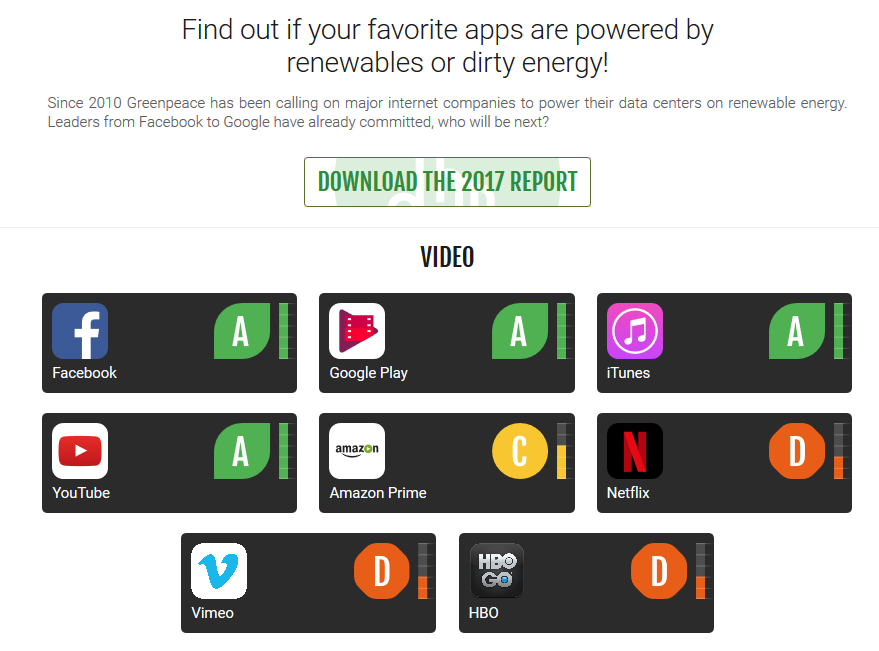 Find out if your favorite apps are powered by
renewables or dirty energy!
Since 2010 Greenpeace has been calling on major internet companies to power their data centers on renewable energy.
Leaders from Facebook to Google have already committed, who will be next?
DOWNLOAD THE 2017 REPORT
VIDEO
f
A
Facebook
A
Google Play
A
iTunes
A
YouTube
amazon
C
Amazon Prime
N
D
Netflix
v
D
Vimeo
HBO
GO
D
HBO